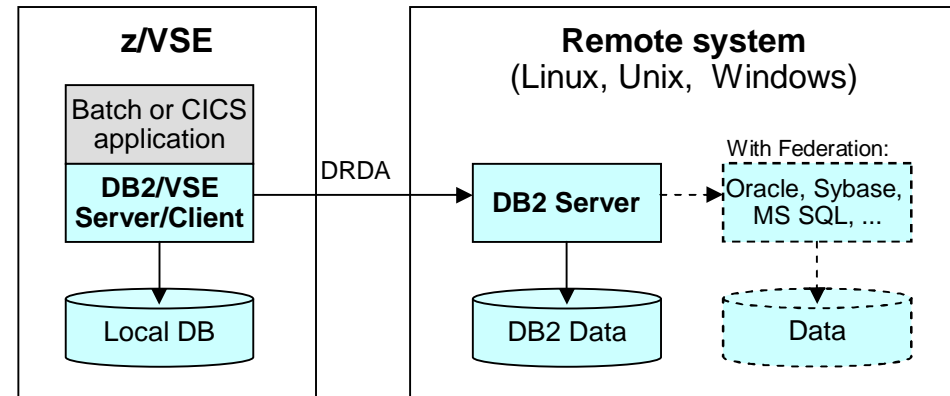 z/VSE
Batch or CICS
application
DB2/VSE
Server/Client
Local DB
DRDA
Remote system
(Linux, Unix, Windows)
DB2 Server
DB2 Data
With Federation:
Oracle, Sybase,
MS SQL, ...
Data